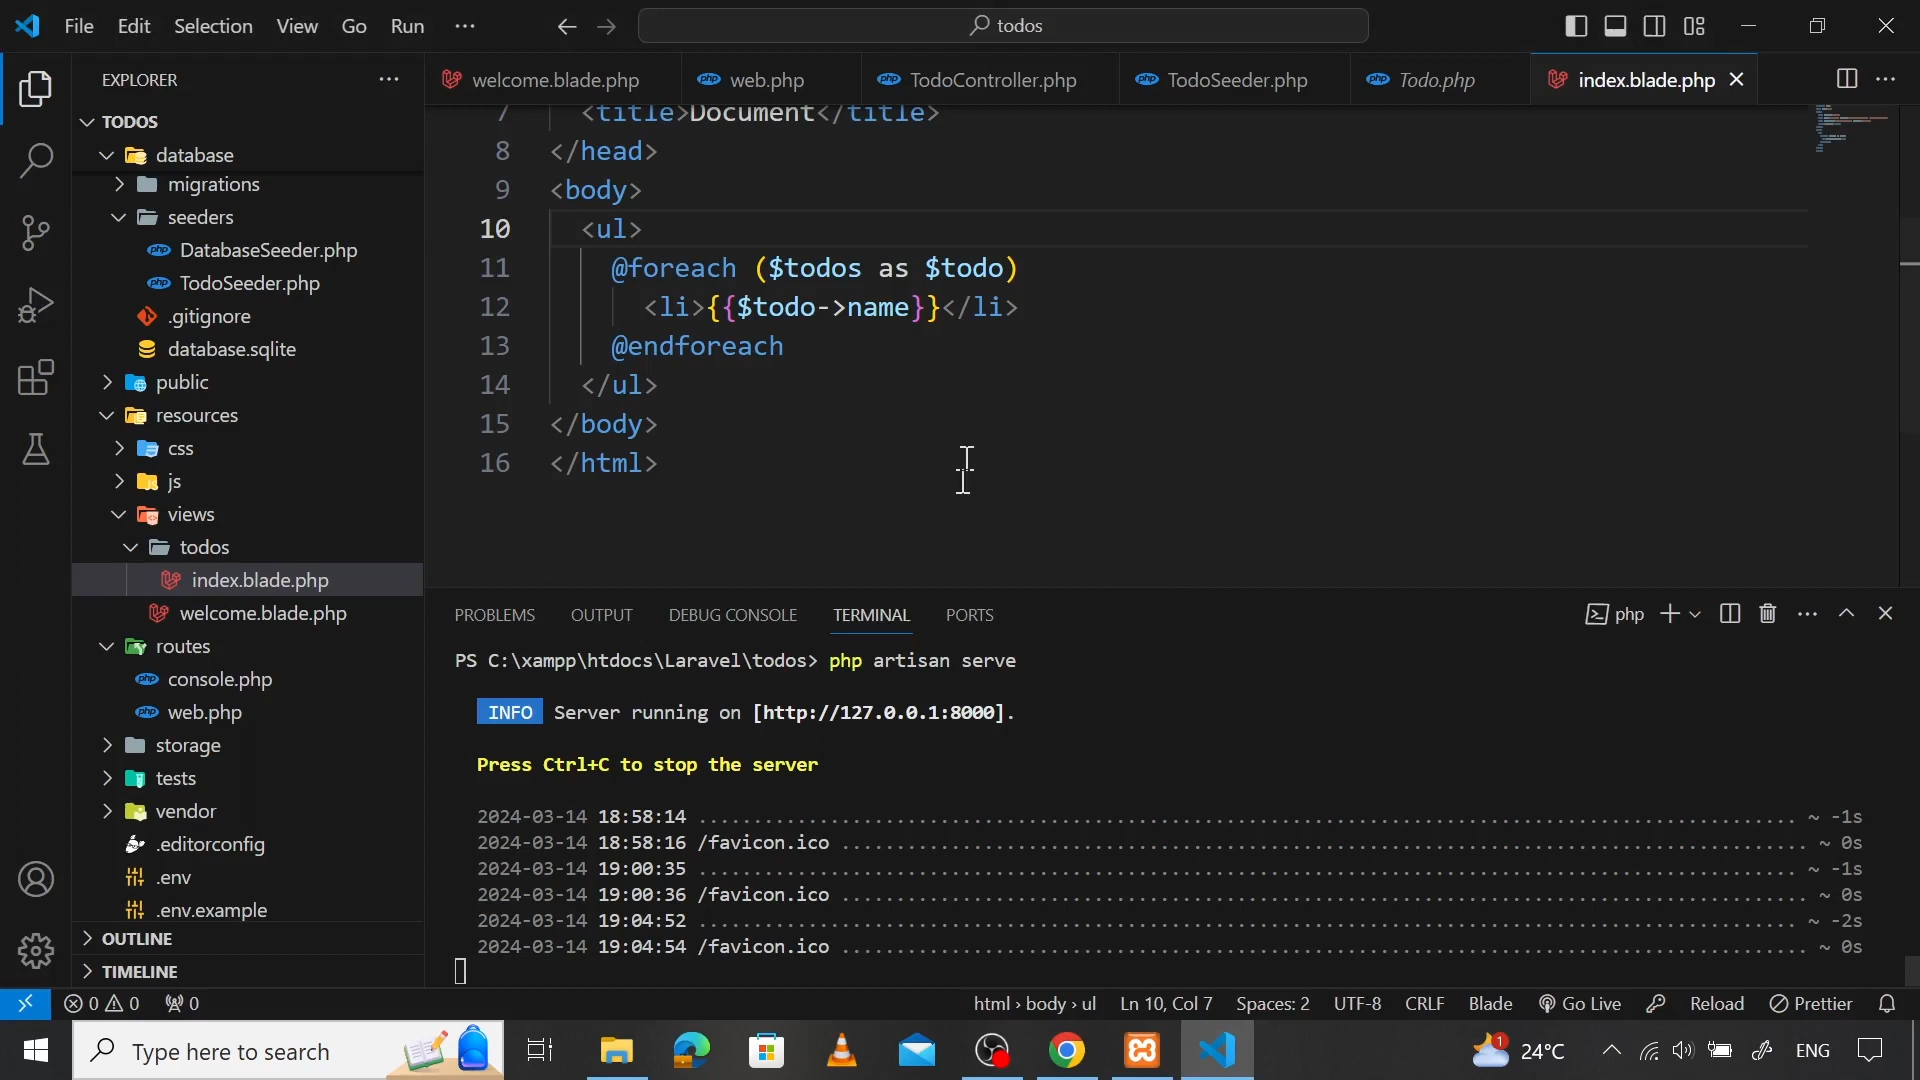 File Edit Selection View Go Run ...
todos
EXPLORER
TODOS
database
migrations
seeders
DatabaseSeeder.php
TodoSeeder.php
.gitignore
database.sqlite
public
resources
css
js
views
todos
index.blade.php
welcome.blade.php
routes
console.php
web.php
storage
tests
vendor
.editorconfig
.env
.env.example
OUTLINE
TIMELINE
welcome.blade.php web.php TodoController.php TodoSeeder.php Todo.php index.blade.php
7 <title>Document</title>
8 </head>
9 <body>
10 <ul>
11 @foreach ($todos as $todo)
12 <li>{{$todo->name}}</li>
13 @endforeach
14 </ul>
15 </body>
16 </html>
PROBLEMS OUTPUT DEBUG CONSOLE TERMINAL PORTS
php
PS C:\xampp\htdocs\Laravel\todos> php artisan serve
INFO Server running on [http://127.0.0.1:8000].
Press Ctrl+C to stop the server
2024-03-14 18:58:14 ........ ~ -1s
2024-03-14 18:58:16 /favicon.ico ........ ~ 0s
2024-03-14 19:00:35 ........ ~ -1s
2024-03-14 19:00:36 /favicon.ico ........ ~ 0s
2024-03-14 19:04:52 ........ ~ -2s
2024-03-14 19:04:54 /favicon.ico ........ ~ 0s
0 0 0
html › body › ul Ln 10, Col 7 Spaces: 2 UTF-8 CRLF Blade Go Live Reload Prettier
Type here to search
1 24°C ENG